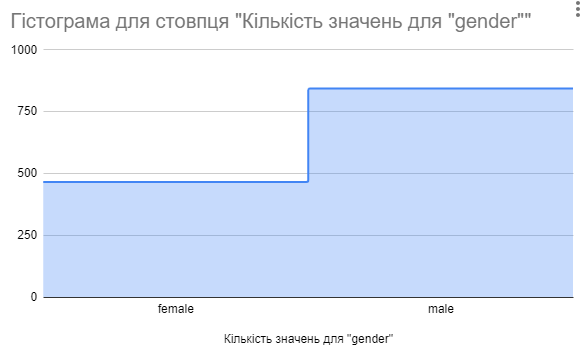 Гістограма для стовпця "Кількість значень для "gender""
1000
750
500
250
0
female male
Кількість значень для "gender"